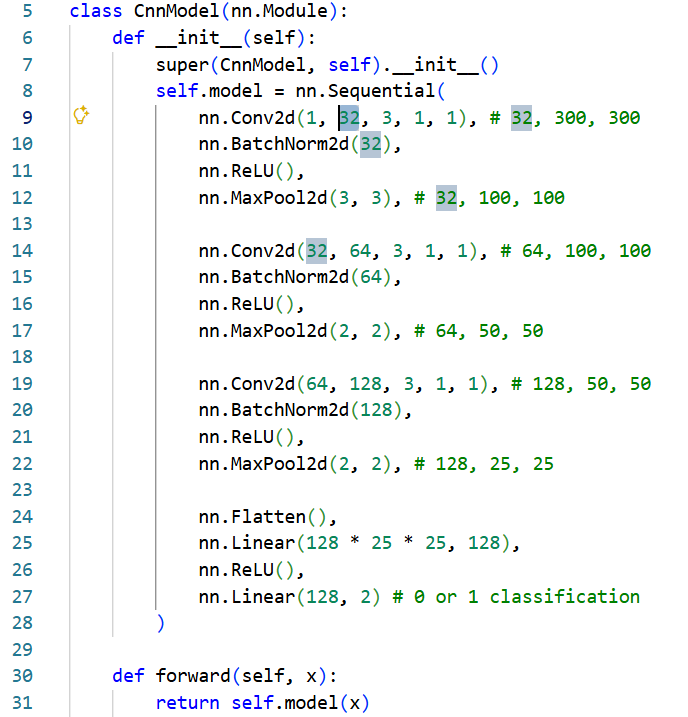 5 class CnnModel(nn.Module):
6     def __init__(self):
7         super(CnnModel, self).__init__()
8         self.model = nn.Sequential(
9             nn.Conv2d(1, 32, 3, 1, 1), # 32, 300, 300
10             nn.BatchNorm2d(32),
11             nn.ReLU(),
12             nn.MaxPool2d(3, 3), # 32, 100, 100
13
14             nn.Conv2d(32, 64, 3, 1, 1), # 64, 100, 100
15             nn.BatchNorm2d(64),
16             nn.ReLU(),
17             nn.MaxPool2d(2, 2), # 64, 50, 50
18
19             nn.Conv2d(64, 128, 3, 1, 1), # 128, 50, 50
20             nn.BatchNorm2d(128),
21             nn.ReLU(),
22             nn.MaxPool2d(2, 2), # 128, 25, 25
23
24             nn.Flatten(),
25             nn.Linear(128 * 25 * 25, 128),
26             nn.ReLU(),
27             nn.Linear(128, 2) # 0 or 1 classification
28         )
29
30     def forward(self, x):
31         return self.model(x)